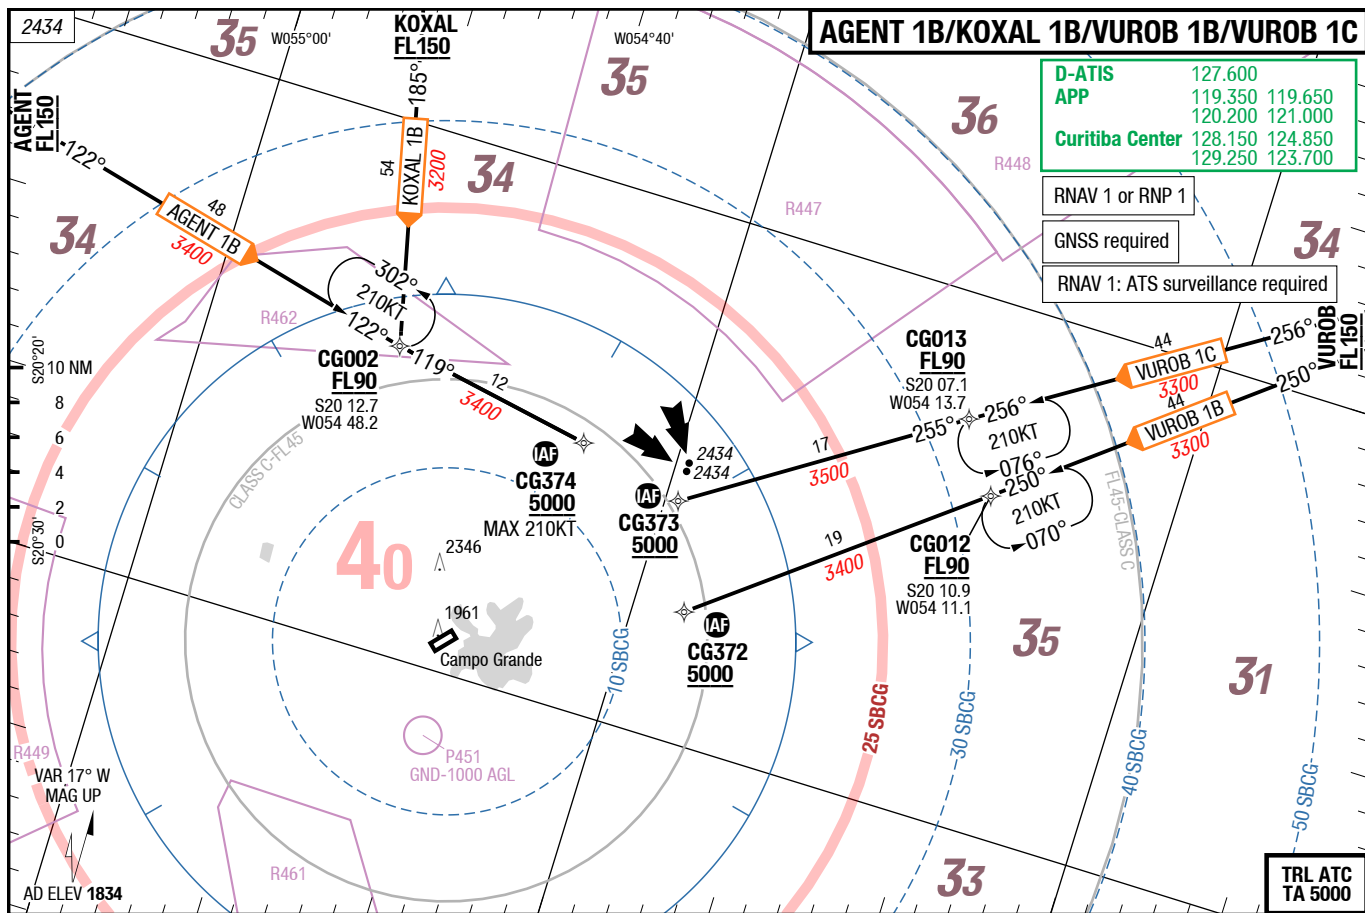 2434
AGENT 1B/KOXAL 1B/VUROB 1B/VUROB 1C
35
W055°00'
KOXAL
FL150
W054°40'
35
36
D-ATIS 127.600
APP 119.350 119.650
120.200 121.000
Curitiba Center 128.150 124.850
129.250 123.700
RNAV 1 or RNP 1
GNSS required
RNAV 1: ATS surveillance required
R448
R447
AGENT
FL150
122°
48
AGENT 1B
3400
185°
54
KOXAL 1B
3200
34
34
34
302°
210KT
122°
R462
119°
12
3400
CG002
FL90
S20 12.7
W054 48.2
S20°20'
10 NM
8
6
4
2
0
S20°30'
CLASS C-FL45
IAF
CG374
5000
MAX 210KT
2434
2434
IAF
CG373
5000
17
3500
CG013
FL90
S20 07.1
W054 13.7
255°
256°
210KT
076°
44
VUROB 1C
3300
256°
VUROB
FL150
250°
44
VUROB 1B
3300
250°
210KT
070°
19
3400
CG012
FL90
S20 10.9
W054 11.1
FL45-CLASS C
IAF
CG372
5000
40
2346
1961
Campo Grande
10 SBCG
25 SBCG
30 SBCG
40 SBCG
50 SBCG
35
31
33
R449
P451
GND-1000 AGL
R461
VAR 17° W
MAG UP
AD ELEV 1834
TRL ATC
TA 5000